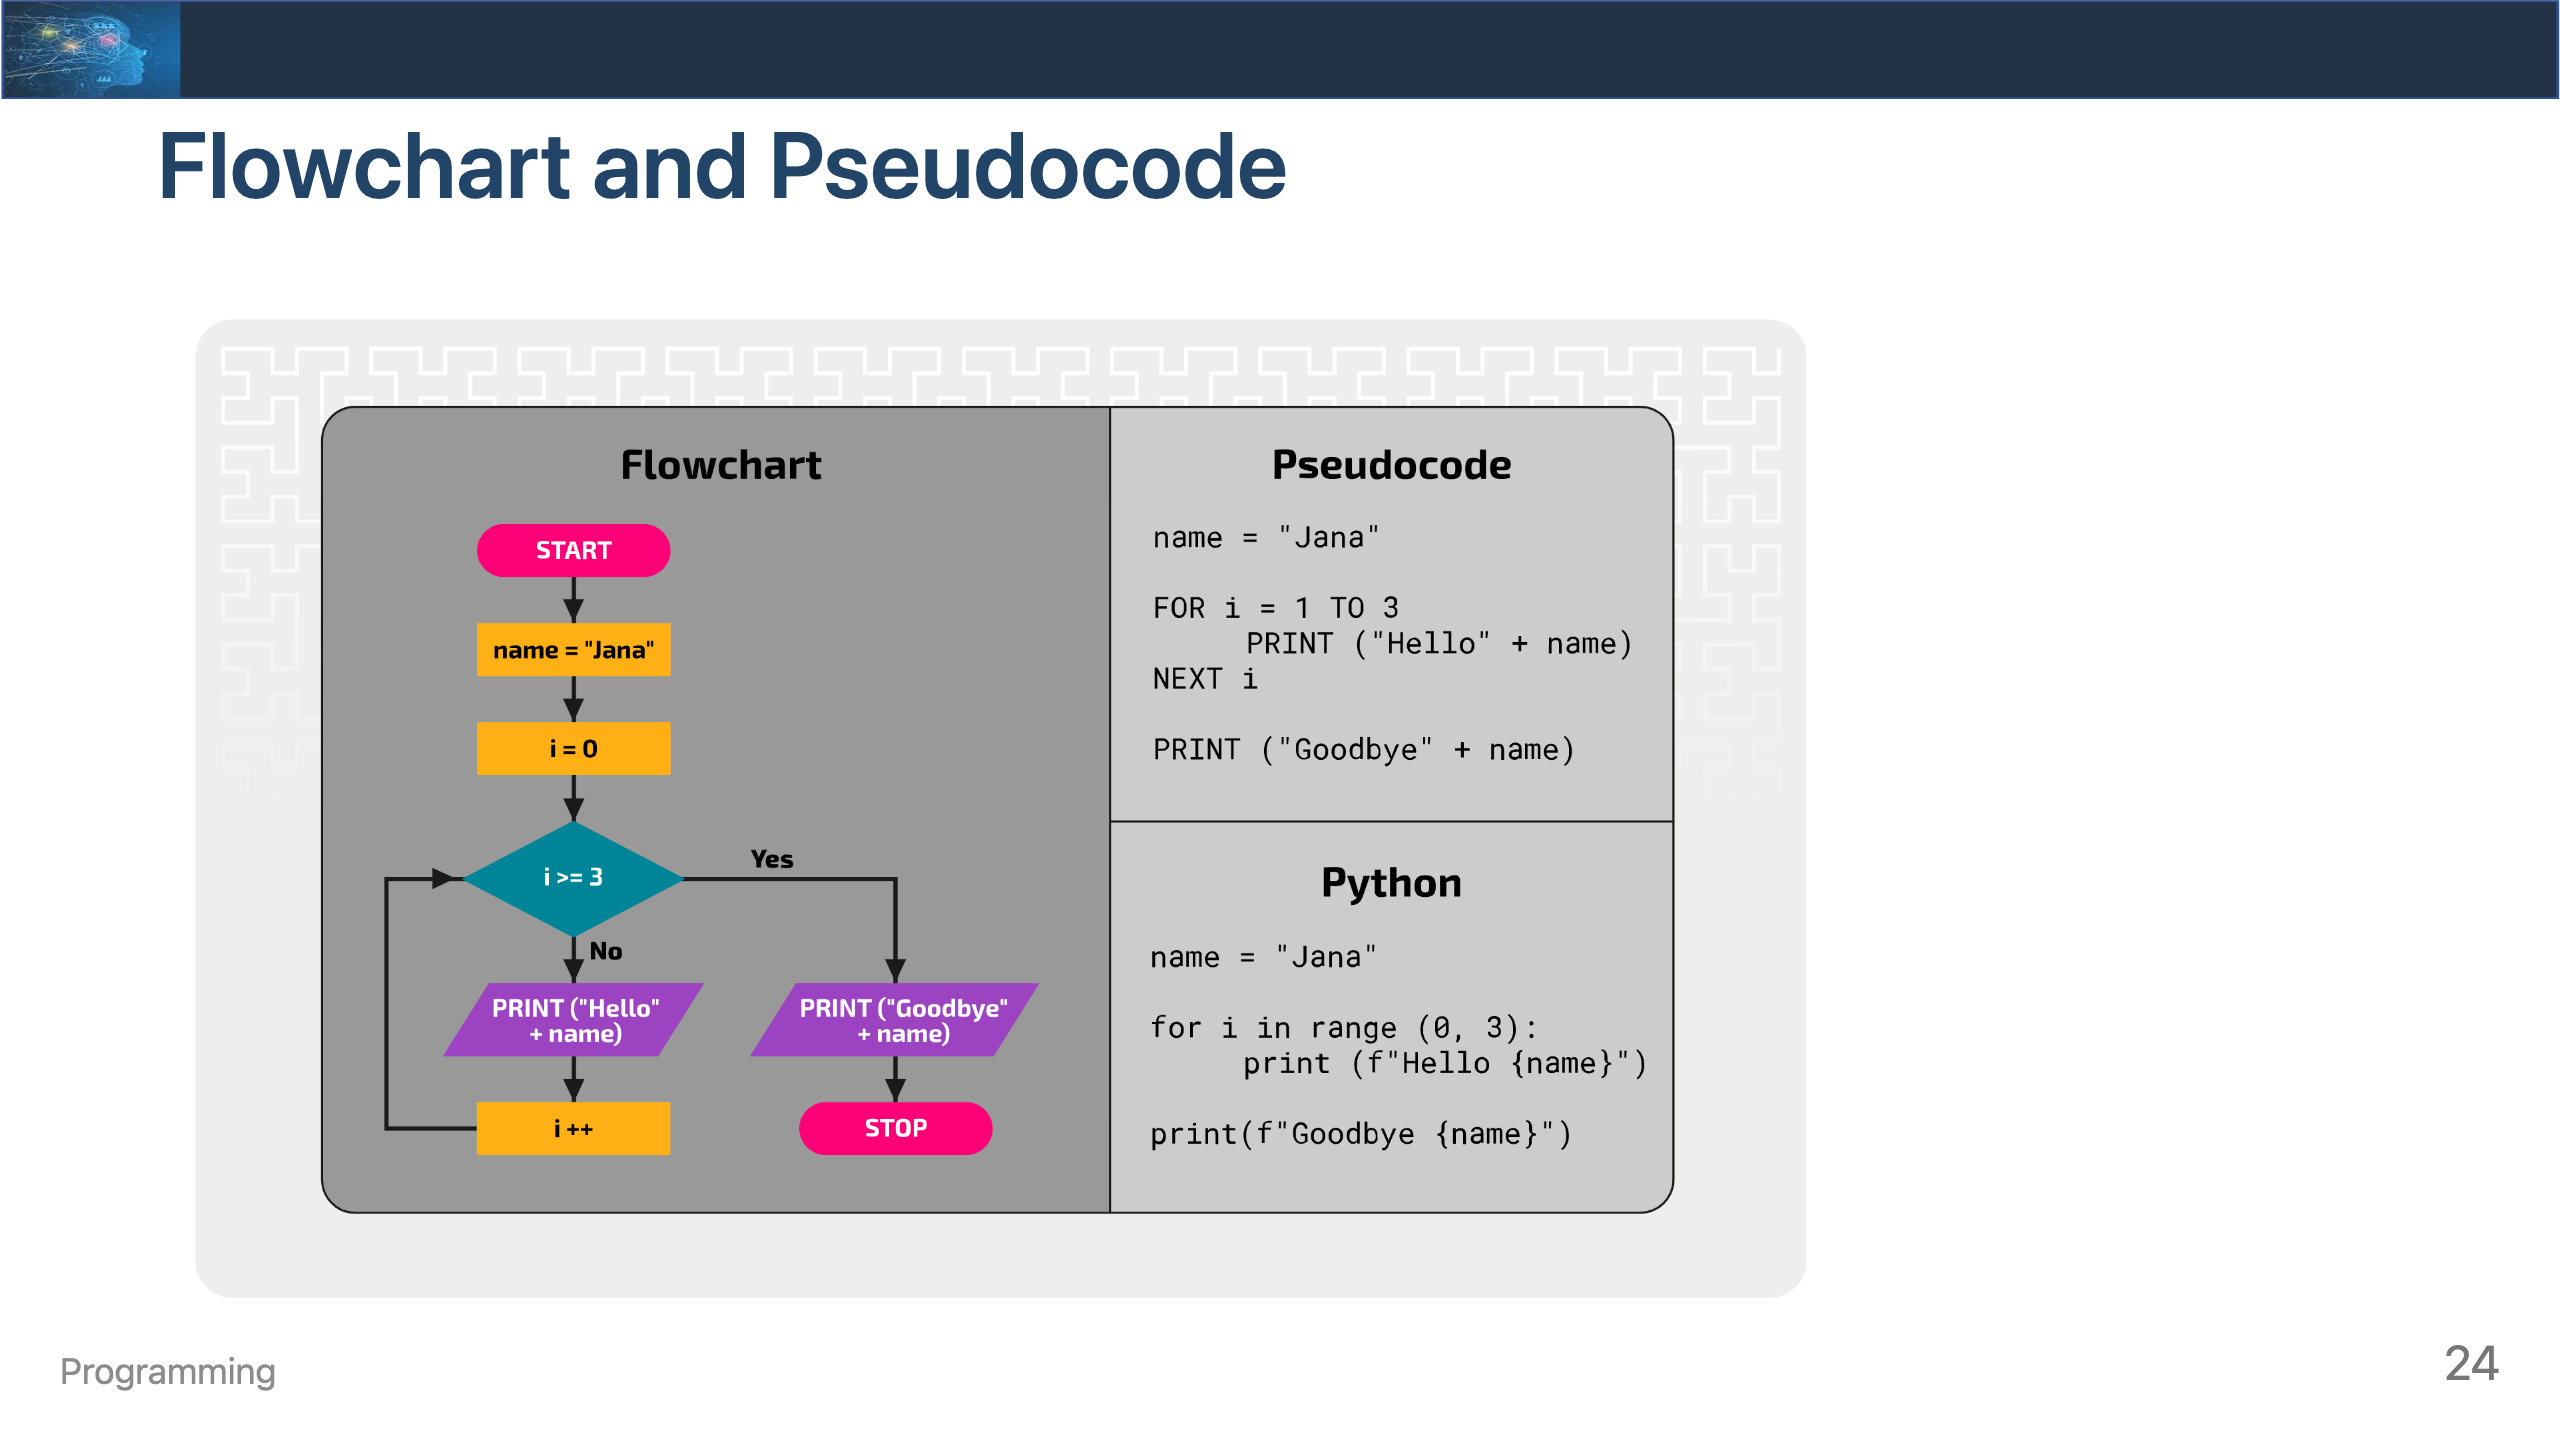 Flowchart and Pseudocode
Flowchart
START
name = "Jana"
i = 0
i >= 3
Yes
No
PRINT ("Hello"
+ name)
PRINT ("Goodbye"
+ name)
i ++
STOP
Pseudocode
name = "Jana"
FOR i = 1 TO 3
PRINT ("Hello" + name)
NEXT i
PRINT ("Goodbye" + name)
Python
name = "Jana"
for i in range (0, 3):
print (f"Hello {name}")
print(f"Goodbye {name}")
Programming
24